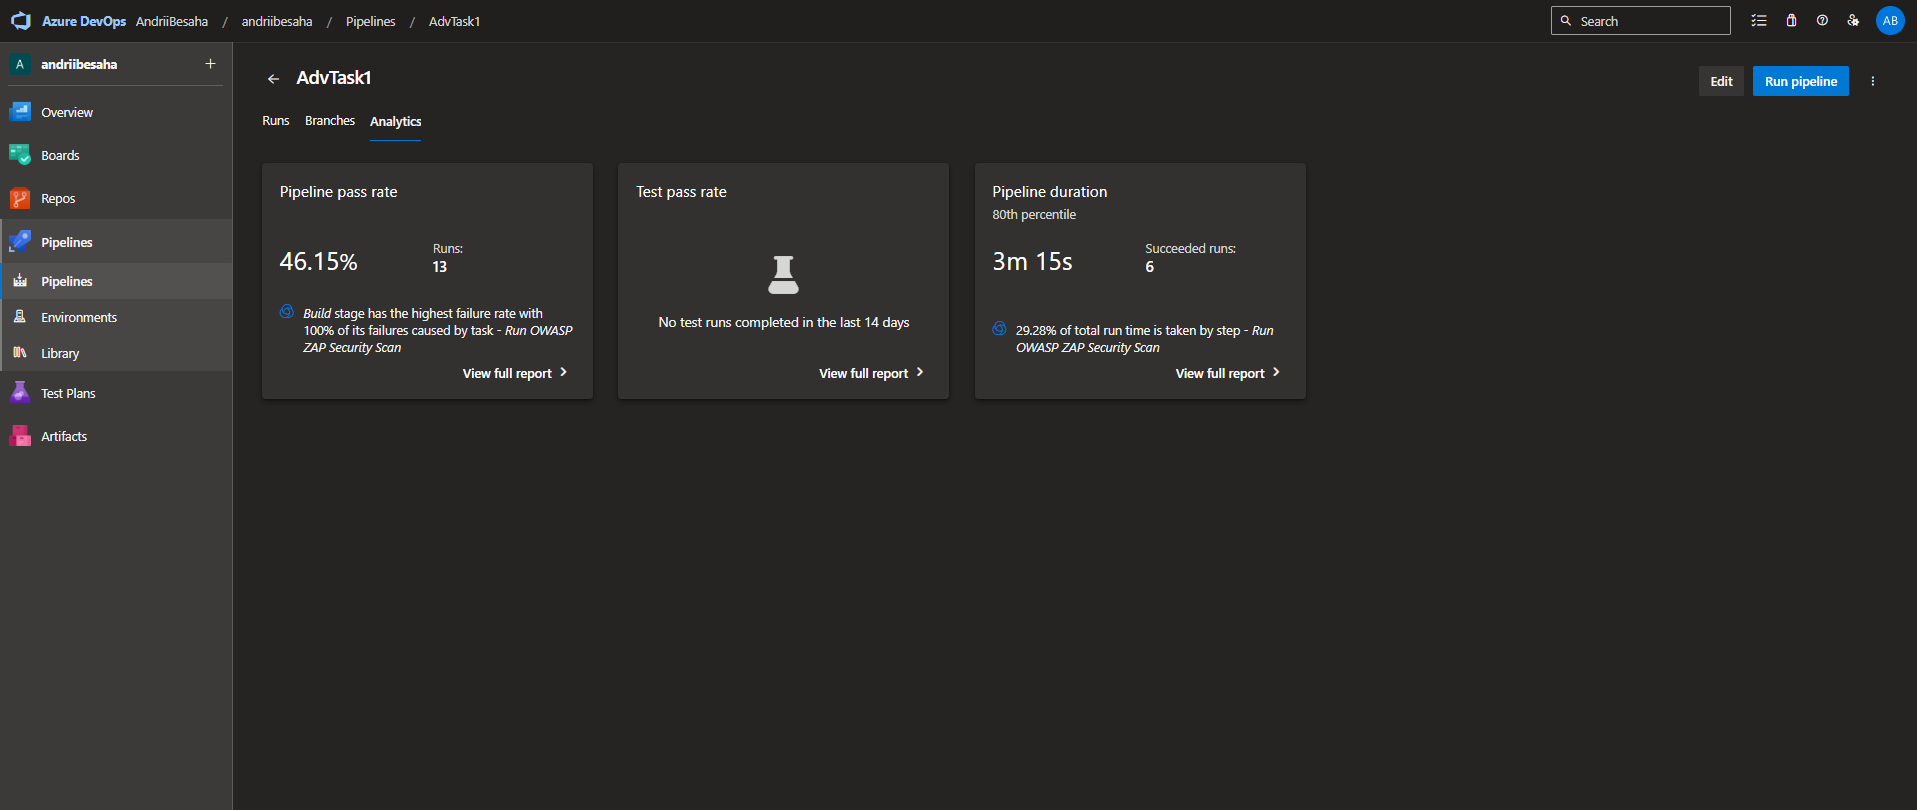 Azure DevOps AndriiBesaha / andriibesaha / Pipelines / AdvTask1
Search
AB
A andriibesaha +
Overview
Boards
Repos
Pipelines
Pipelines
Environments
Library
Test Plans
Artifacts
AdvTask1
Edit
Run pipeline
Runs Branches Analytics
Pipeline pass rate
46.15%
Runs:
13
Build stage has the highest failure rate with
100% of its failures caused by task - Run OWASP
ZAP Security Scan
View full report
Test pass rate
No test runs completed in the last 14 days
View full report
Pipeline duration
80th percentile
3m 15s
Succeeded runs:
6
29.28% of total run time is taken by step - Run
OWASP ZAP Security Scan
View full report